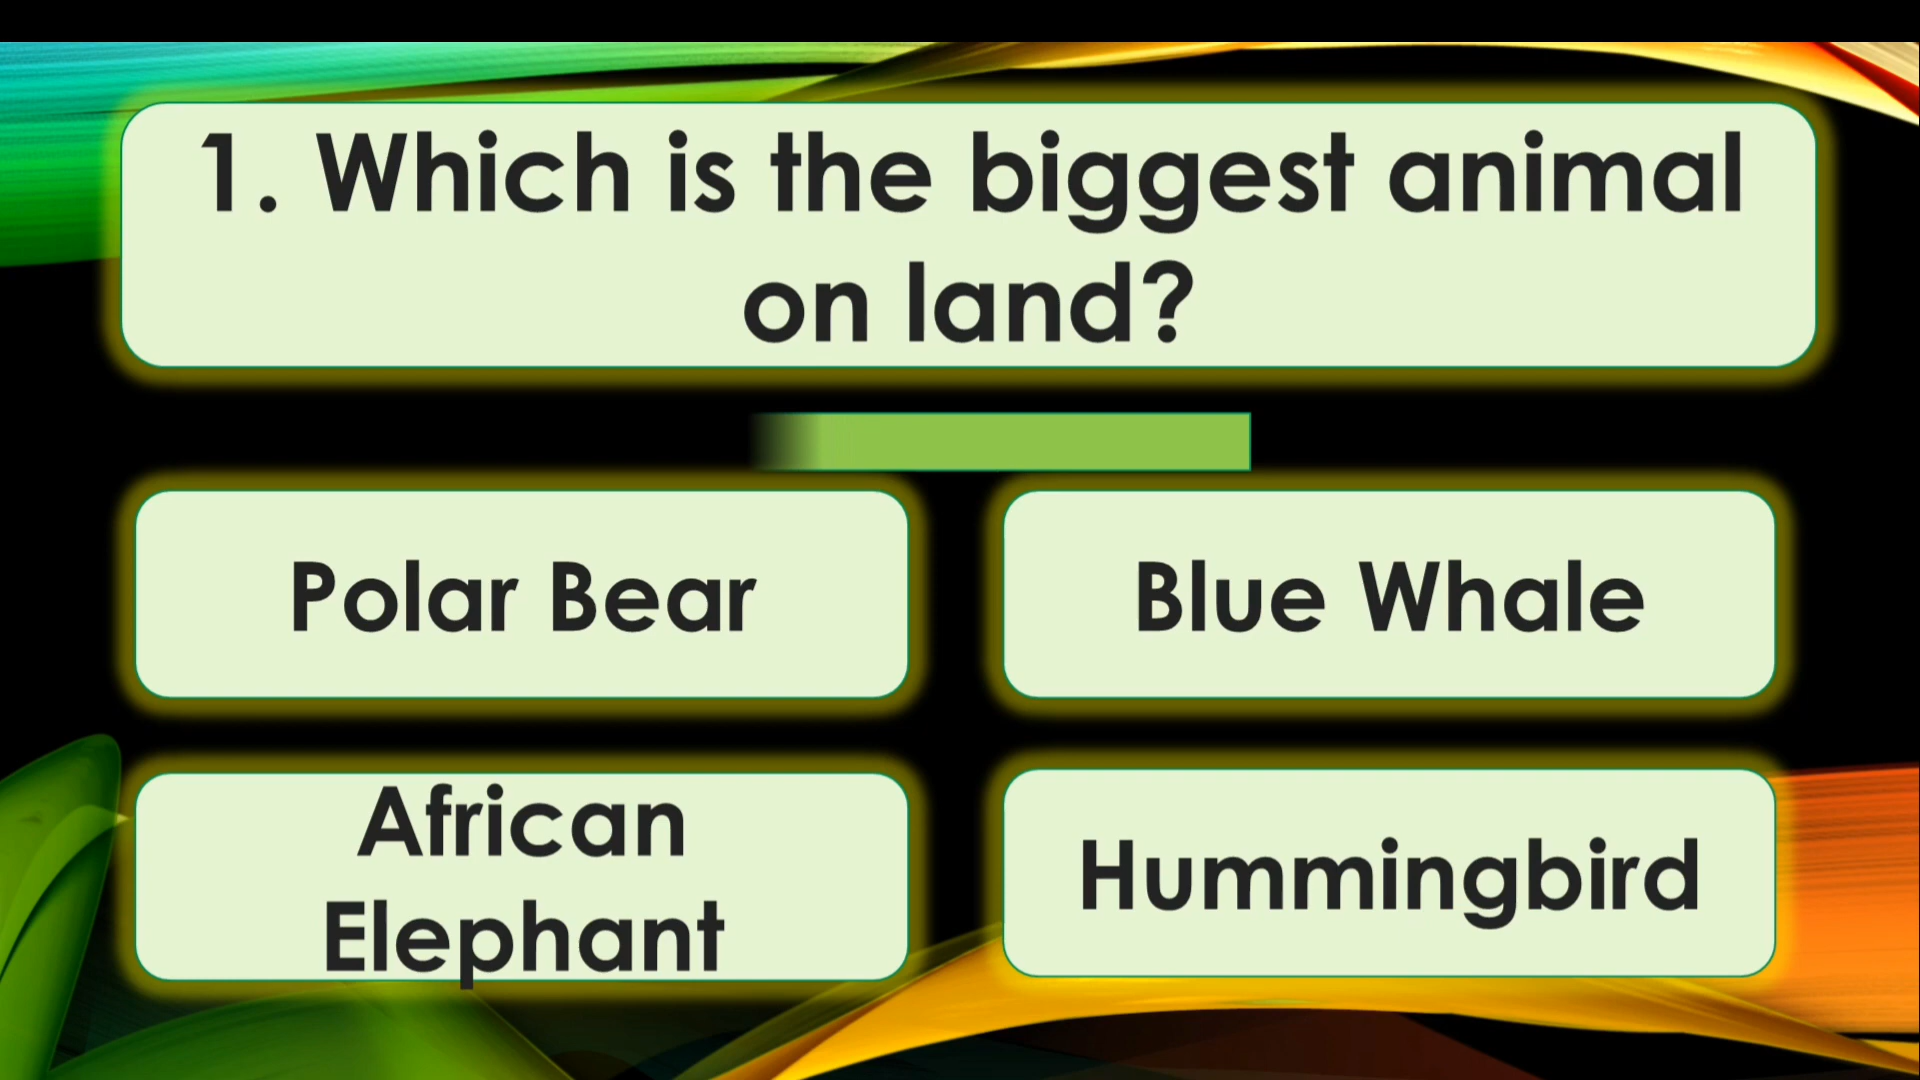 1. Which is the biggest animal
on land?
Polar Bear
Blue Whale
African
Elephant
Hummingbird